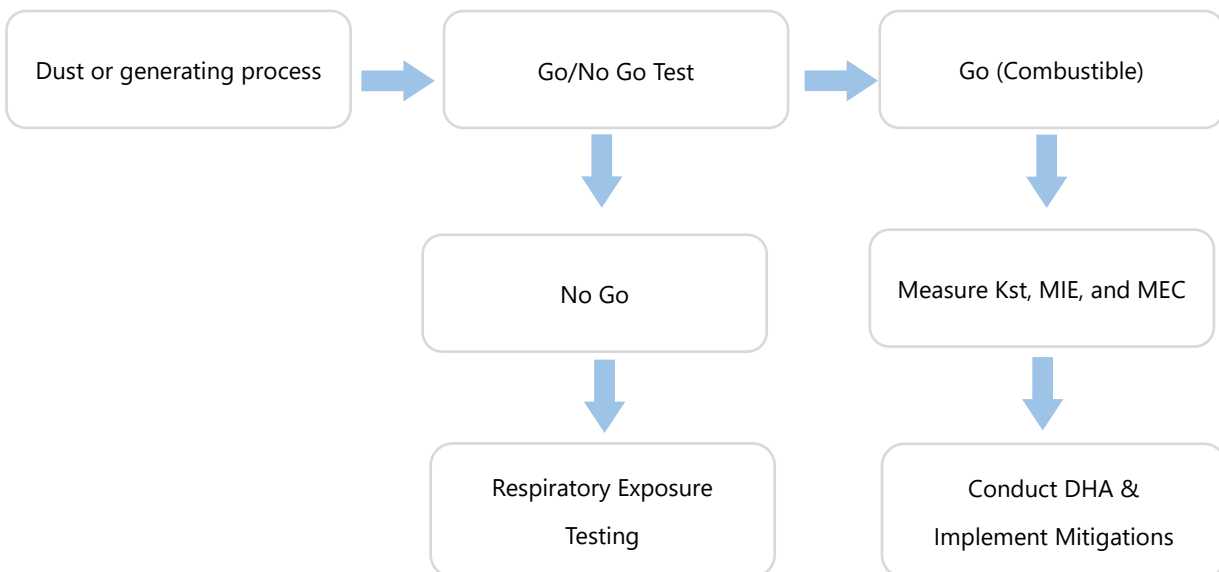 Dust or generating process
Go/No Go Test
Go (Combustible)
No Go
Measure Kst, MIE, and MEC
Respiratory Exposure
Testing
Conduct DHA &
Implement Mitigations